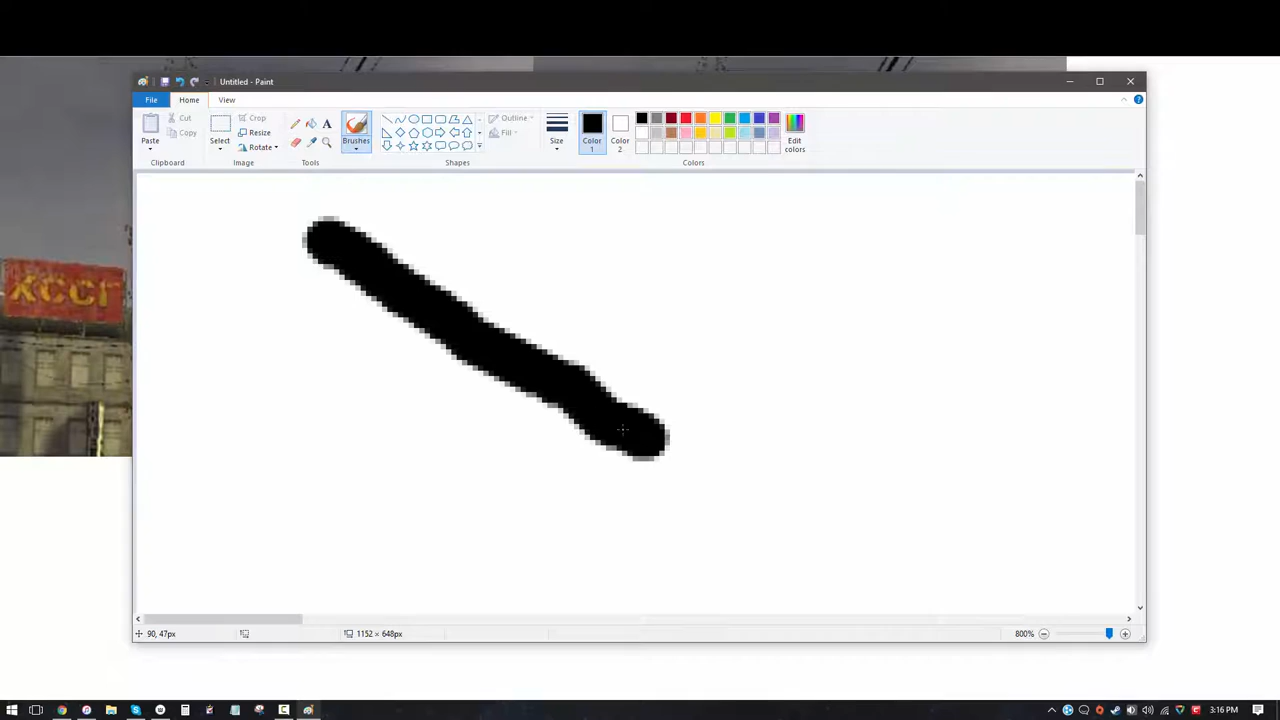 Untitled - Paint
File Home View
Paste
Cut
Copy
Clipboard
Select
Crop
Resize
Rotate
Image
A
Tools
Brushes
Shapes
Outline
Fill
Size
Color 1
Color 2
Edit colors
Colors
XCCI
90, 47px
1152 × 648px
800%
3:16 PM